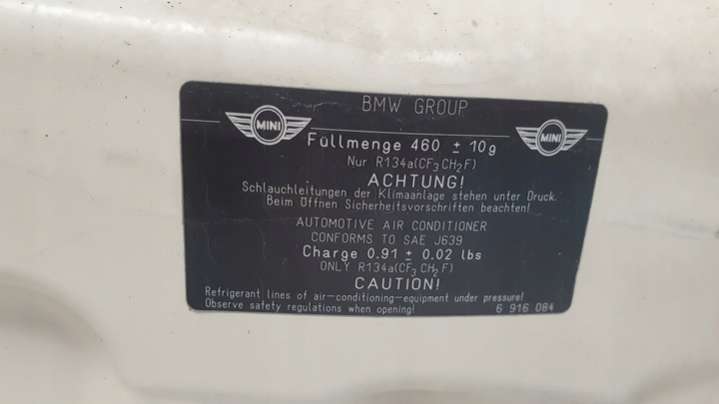 BMW GROUP
MINI
MINI
Füllmenge 460 ± 10g
Nur R134a(CF₃CH₂F)
ACHTUNG!
Schlauchleitungen der Klimaanlage stehen unter Druck.
Beim Öffnen Sicherheitsvorschriften beachten!
AUTOMOTIVE AIR CONDITIONER
CONFORMS TO SAE J639
Charge 0.91 ± 0.02 lbs
ONLY R134a(CF₃CH₂F)
CAUTION!
Refrigerant lines of air-conditioning-equipment under pressure!
Observe safety regulations when opening!
6 916 084